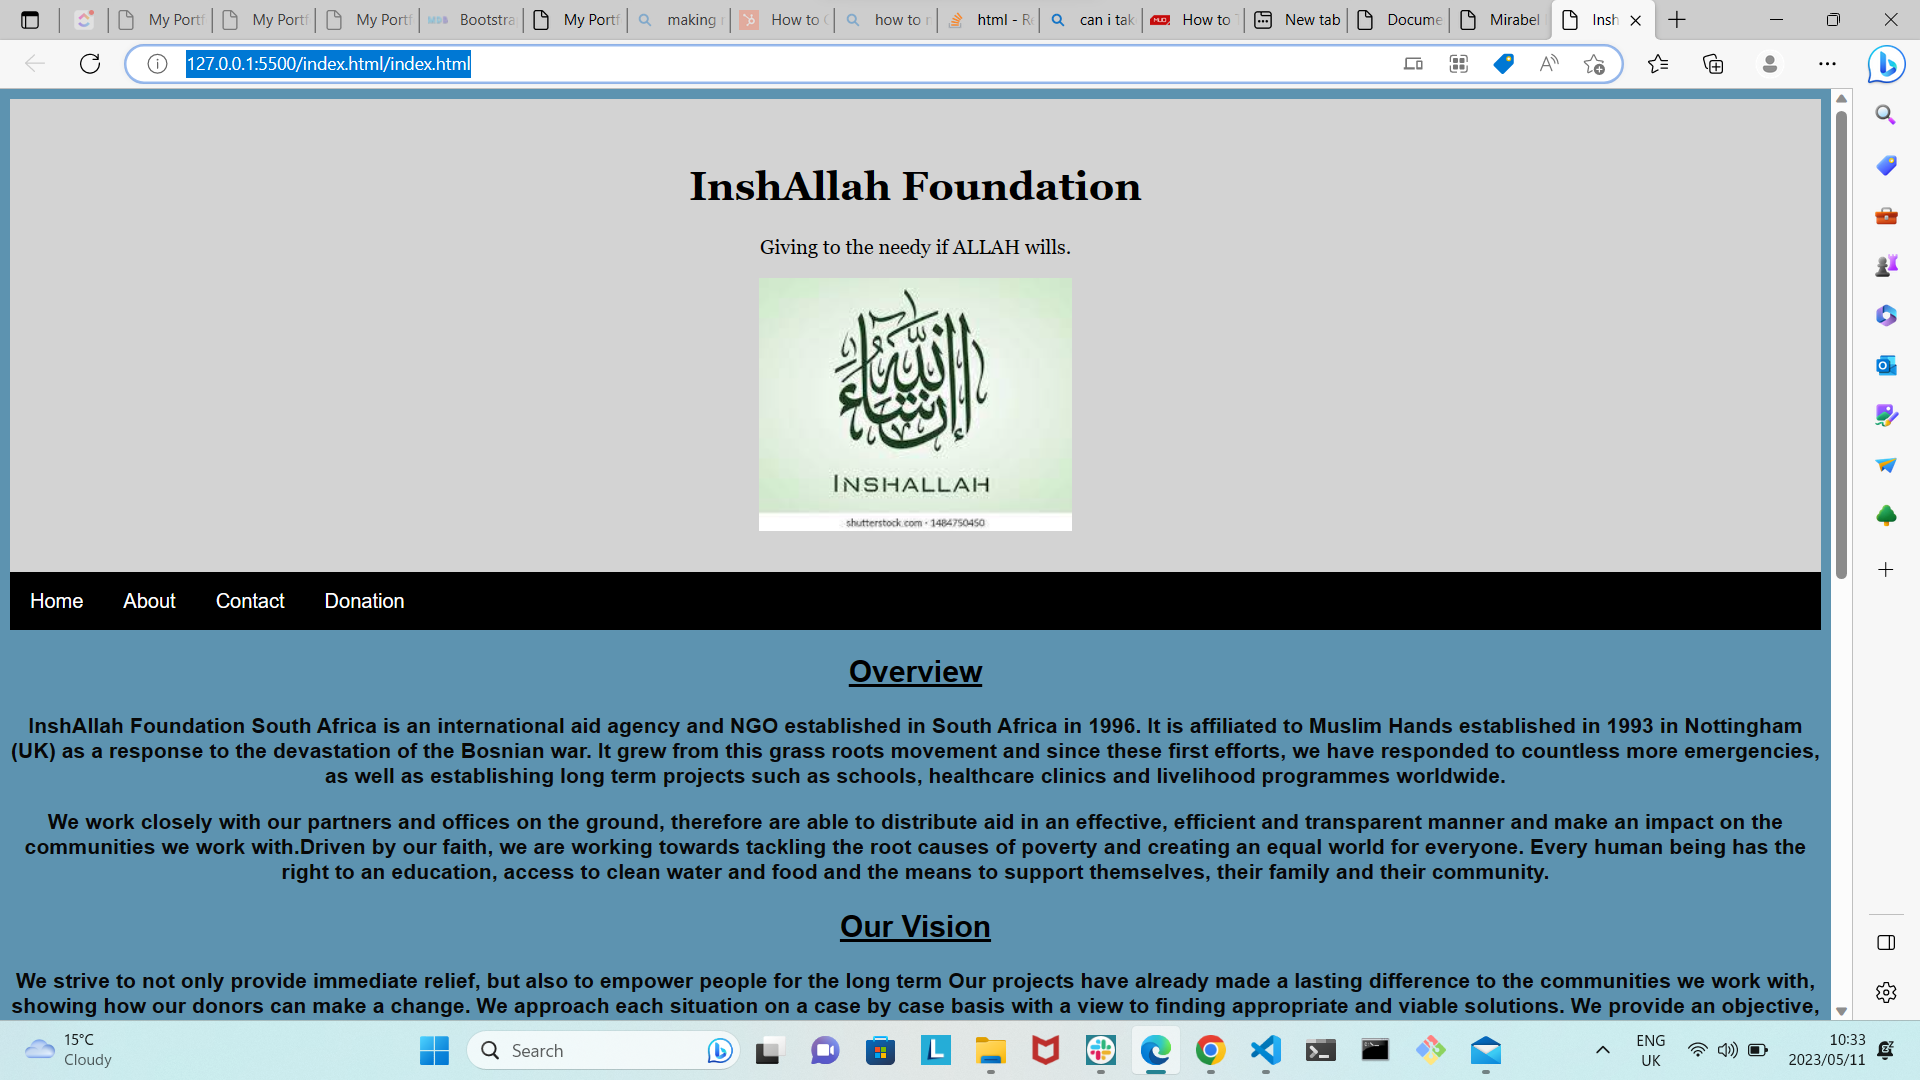 My Portf
My Portf
My Portf
Bootstra
My Portf
making r
How to C
how to r
html - Re
can i tak
How to T
New tab
Docume
Mirabel
Insh
127.0.0.1:5500/index.html/index.html
InshAllah Foundation
Giving to the needy if ALLAH wills.
إن شاء الله
INSHALLAH
shutterstock.com · 1484750450
Home About Contact Donation
Overview
InshAllah Foundation South Africa is an international aid agency and NGO established in South Africa in 1996. It is affiliated to Muslim Hands established in 1993 in Nottingham
(UK) as a response to the devastation of the Bosnian war. It grew from this grass roots movement and since these first efforts, we have responded to countless more emergencies,
as well as establishing long term projects such as schools, healthcare clinics and livelihood programmes worldwide.
We work closely with our partners and offices on the ground, therefore are able to distribute aid in an effective, efficient and transparent manner and make an impact on the
communities we work with.Driven by our faith, we are working towards tackling the root causes of poverty and creating an equal world for everyone. Every human being has the
right to an education, access to clean water and food and the means to support themselves, their family and their community.
Our Vision
We strive to not only provide immediate relief, but also to empower people for the long term Our projects have already made a lasting difference to the communities we work with,
showing how our donors can make a change. We approach each situation on a case by case basis with a view to finding appropriate and viable solutions. We provide an objective,
15°C
Cloudy
Search
ENG
UK
10:33
2023/05/11